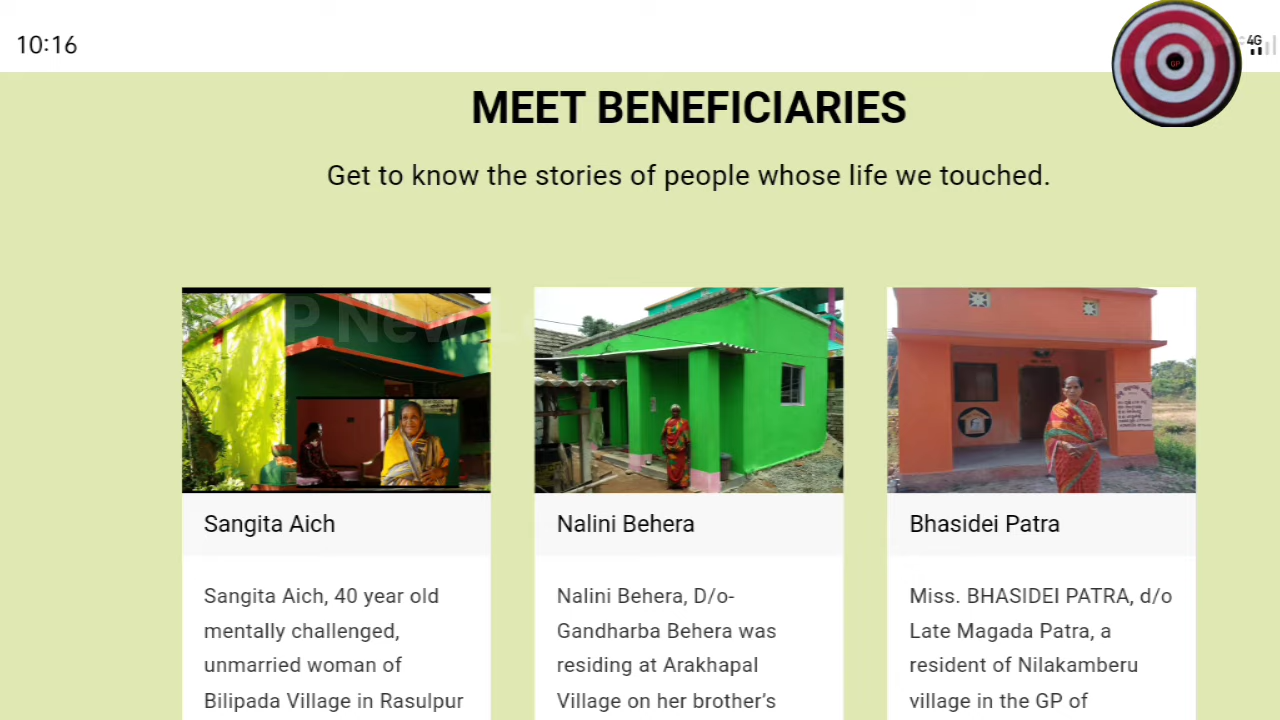 10:16
4G
GP
MEET BENEFICIARIES
Get to know the stories of people whose life we touched.
Sangita Aich
Nalini Behera
Bhasidei Patra
Sangita Aich, 40 year old
mentally challenged,
unmarried woman of
Bilipada Village in Rasulpur
Nalini Behera, D/o-
Gandharba Behera was
residing at Arakhapal
Village on her brother's
Miss. BHASIDEI PATRA, d/o
Late Magada Patra, a
resident of Nilakamberu
village in the GP of